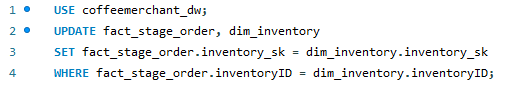 1 USE coffeemerchant_dw;
2 UPDATE fact_stage_order, dim_inventory
3 SET fact_stage_order.inventory_sk = dim_inventory.inventory_sk
4 WHERE fact_stage_order.inventoryID = dim_inventory.inventoryID;